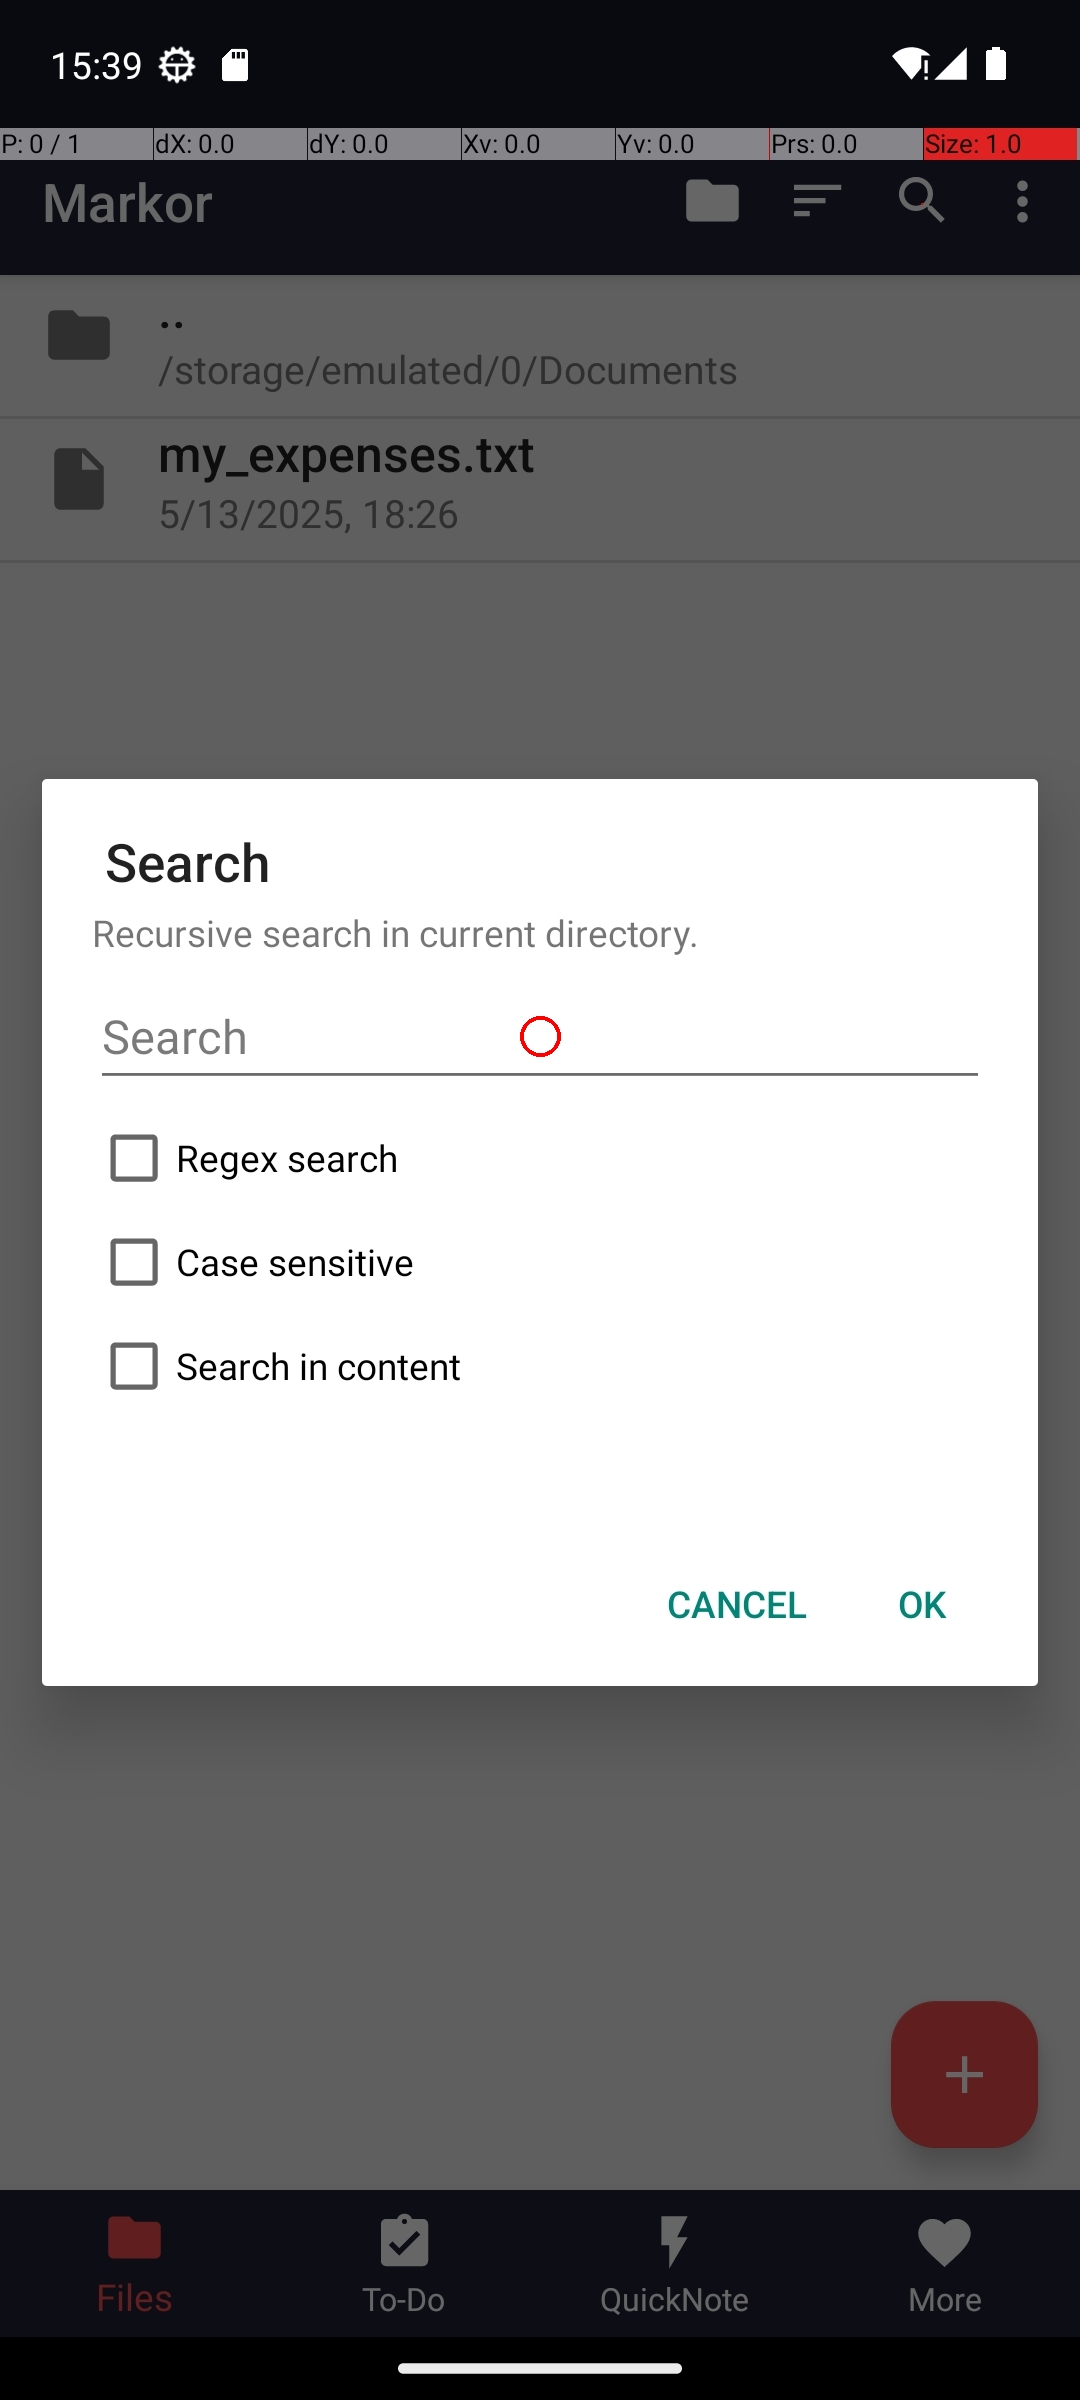 15:39
P: 0 / 1 dX: 0.0 dY: 0.0 Xv: 0.0 Yv: 0.0 Prs: 0.0 Size: 1.0
Markor
..
/storage/emulated/0/Documents
my_expenses.txt
5/13/2025, 18:26
Search
Recursive search in current directory.
Search
Regex search
Case sensitive
Search in content
CANCEL OK
Files To-Do QuickNote More